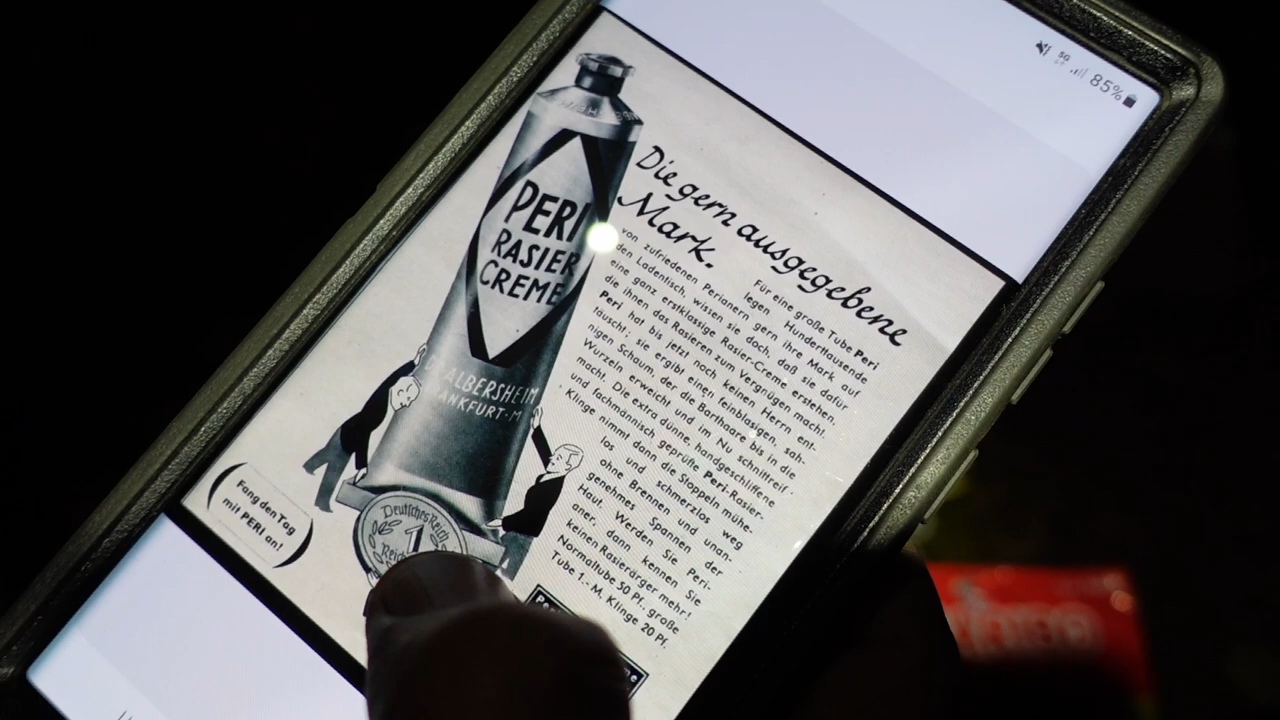 5G
85%
PERI
RASIER
CREME
ALBERSHEIM
ANKFURT·M
Die gern ausgegebene
Mark.
Für eine große Tube Peri
legen Hunderttausende
von zufriedenen Perianern gern ihre Mark auf
den Ladentisch, wissen sie doch, daß sie dafür
eine ganz erstklassige Rasier-Creme erstehen,
die ihnen das Rasieren zum Vergnügen macht.
Peri hat bis jetzt noch keinen Herrn ent-
täuscht: sie ergibt einen feinblasigen, sah-
nigen Schaum, der die Barthaare bis in die
Wurzeln erweicht und im Nu schnittreif
macht. Die extra dünne, handgeschliffene
und fachmännisch geprüfte Peri-Rasier-
Klinge nimmt dann die Stoppeln mühe-
los und schmerzlos weg
ohne Brennen und unan-
genehmes Spannen der
Haut. Werden Sie Peri-
aner, dann kennen Sie
keinen Rasierärger mehr!
Normaltube 50 Pf., große
Tube 1.- M, Klinge 20 Pf.
Fang den Tag
mit PERI an!
Deutsches Reich
1
Reich